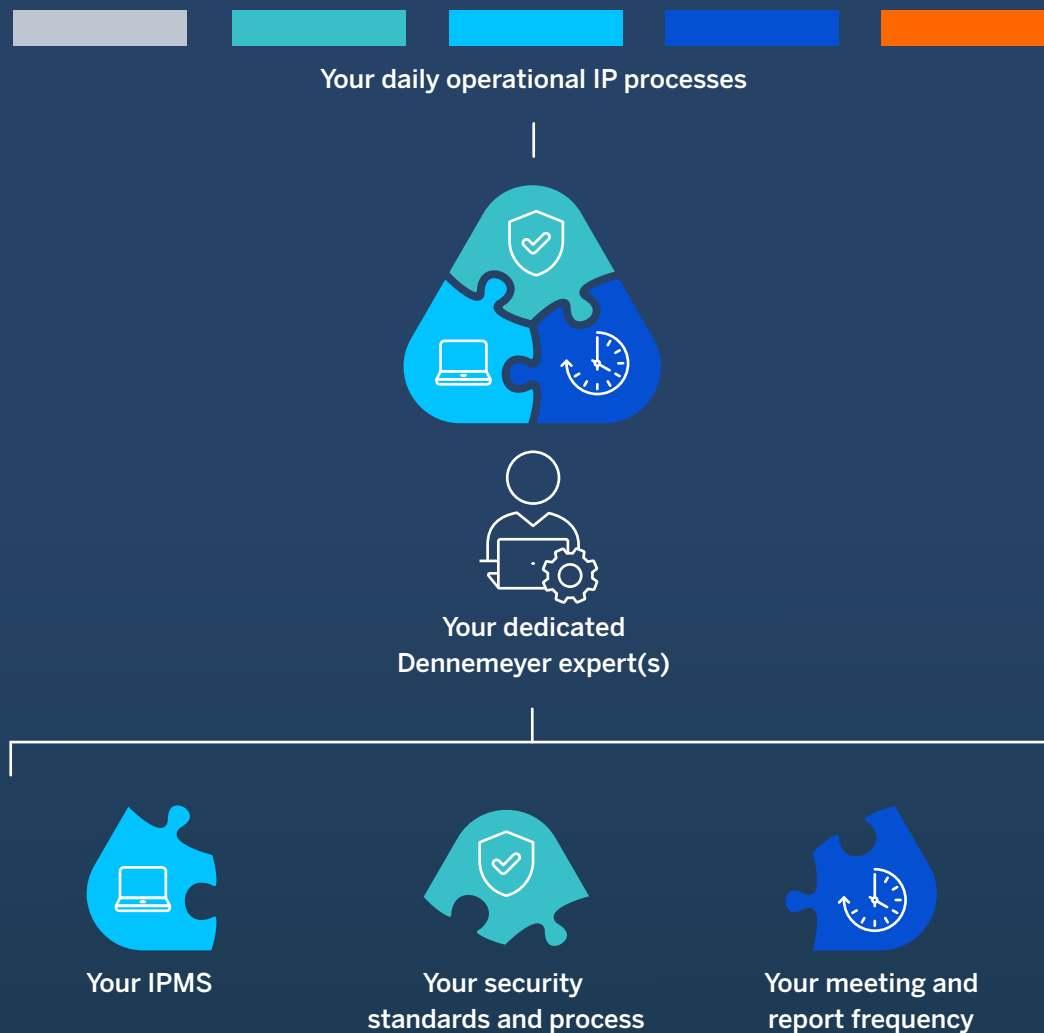 Your daily operational IP processes
Your dedicated
Dennemeyer expert(s)
Your IPMS
Your security
standards and process
Your meeting and
report frequency